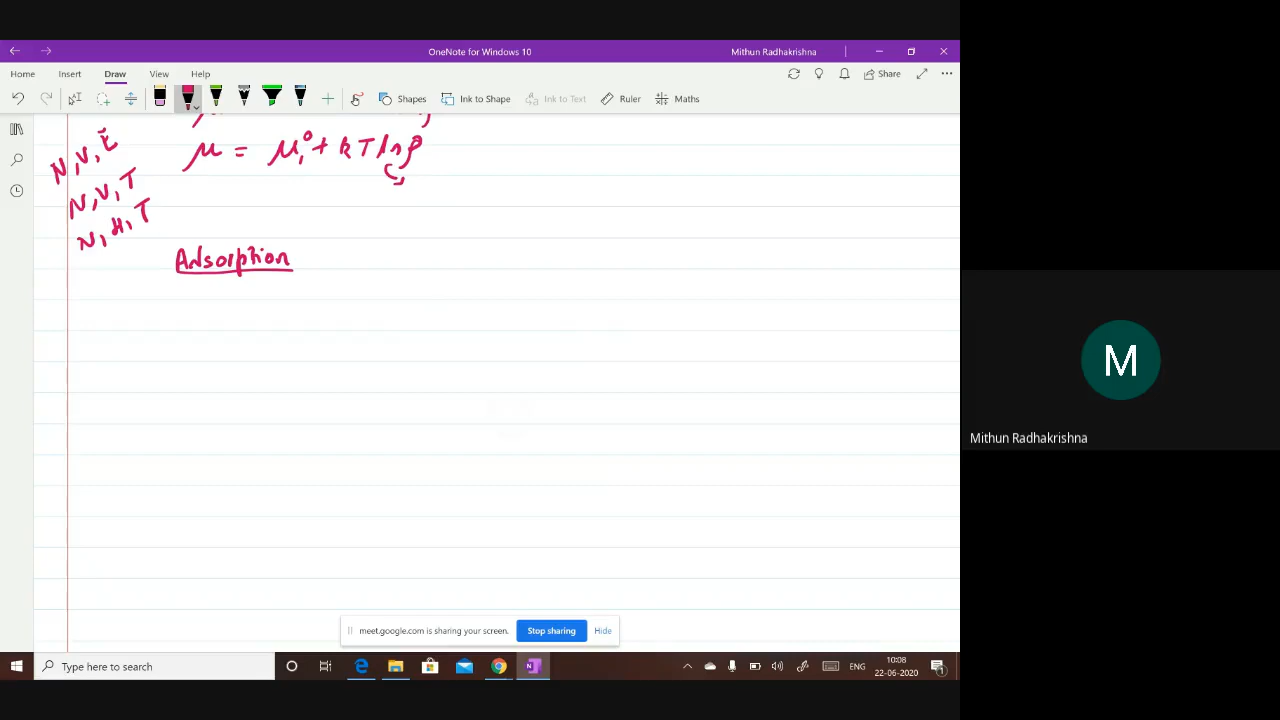 OneNote for Windows 10
Mithun Radhakrishna
Home Insert Draw View Help
Share
Shapes Ink to Shape Ink to Text Ruler Maths
N, V, E
μ = μ₁⁰ + kT ln ρ
N, V, T
N, H, T
Adsorption
M
Mithun Radhakrishna
meet.google.com is sharing your screen. Stop sharing Hide
Type here to search
ENG
10:08
22-06-2020